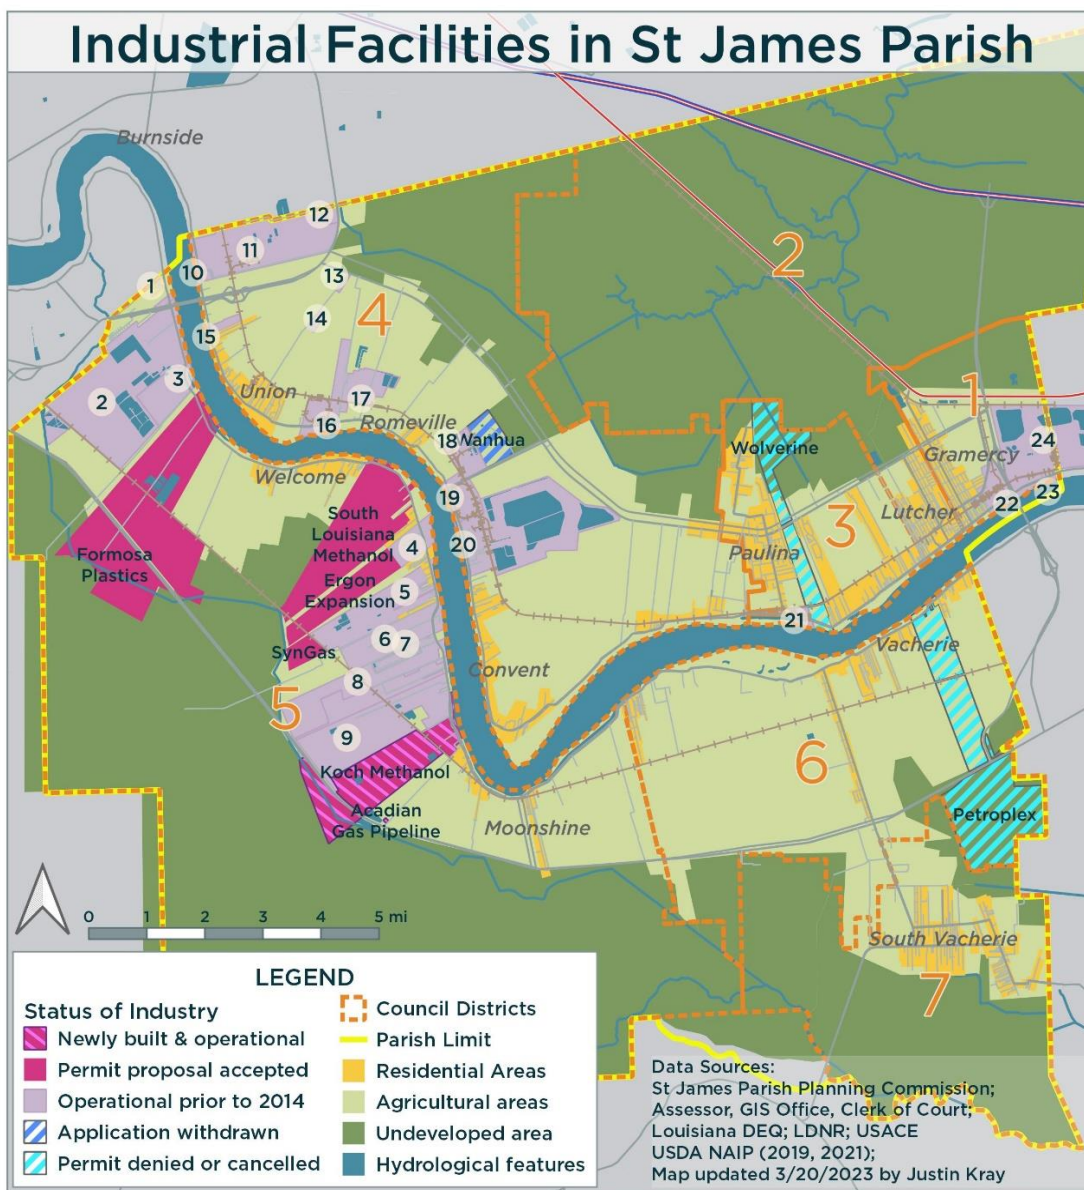 Industrial Facilities in St James Parish
Burnside
12
11
2
10
13
1
14
4
15
3
Union
17
2
1
16
Romeville
18
Wanhua
Wolverine
Gramercy
24
Welcome
19
22
23
Lutcher
3
South
Louisiana
Methanol
4
20
Paulina
Formosa
Plastics
Ergon
Expansion
5
21
6
7
SynGas
Convent
Vacherie
8
5
9
6
Koch Methanol
Acadian
Gas Pipeline
Moonshine
Petroplex
0 1 2 3 4 5 mi
South Vacherie
7
LEGEND
Status of Industry
Newly built & operational
Permit proposal accepted
Operational prior to 2014
Application withdrawn
Permit denied or cancelled
Council Districts
Parish Limit
Residential Areas
Agricultural areas
Undeveloped area
Hydrological features
Data Sources:
St James Parish Planning Commission;
Assessor, GIS Office, Clerk of Court;
Louisiana DEQ; LDNR; USACE
USDA NAIP (2019, 2021);
Map updated 3/20/2023 by Justin Kray